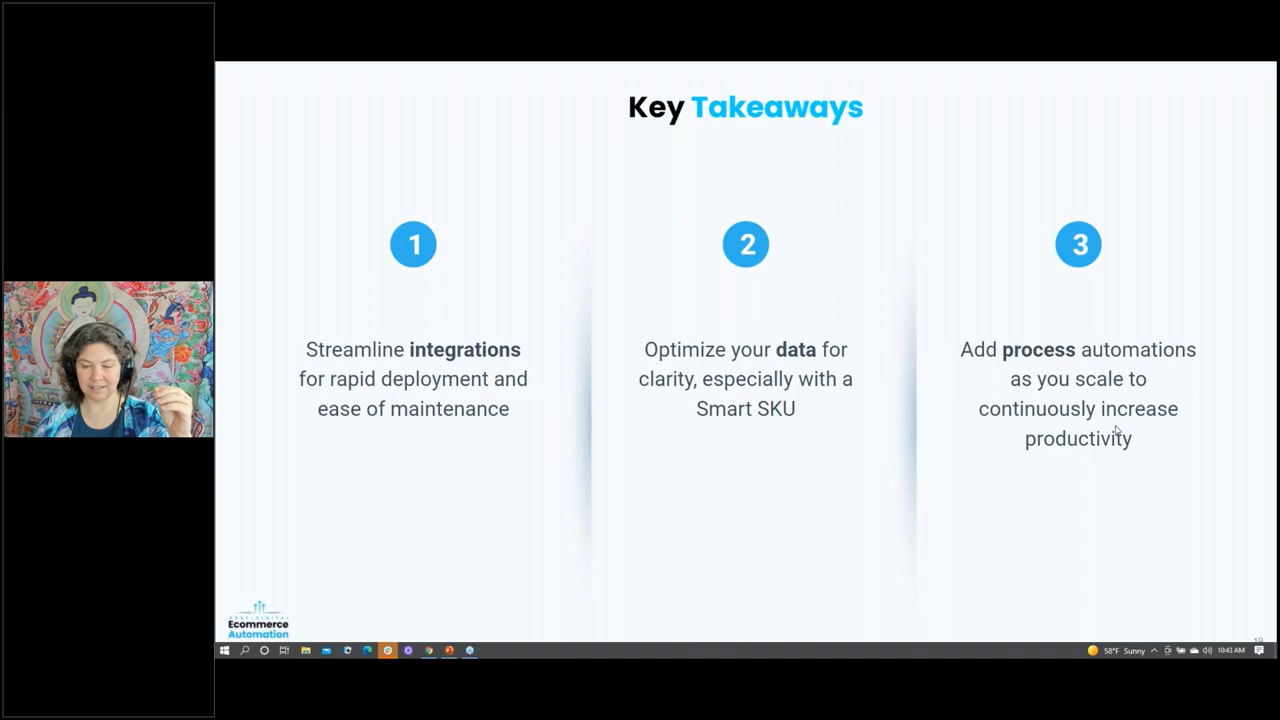 Key Takeaways
1
2
3
Streamline integrations
for rapid deployment and
ease of maintenance
Optimize your data for
clarity, especially with a
Smart SKU
Add process automations
as you scale to
continuously increase
productivity
Ecommerce
Automation
58°F Sunny
10:43 AM